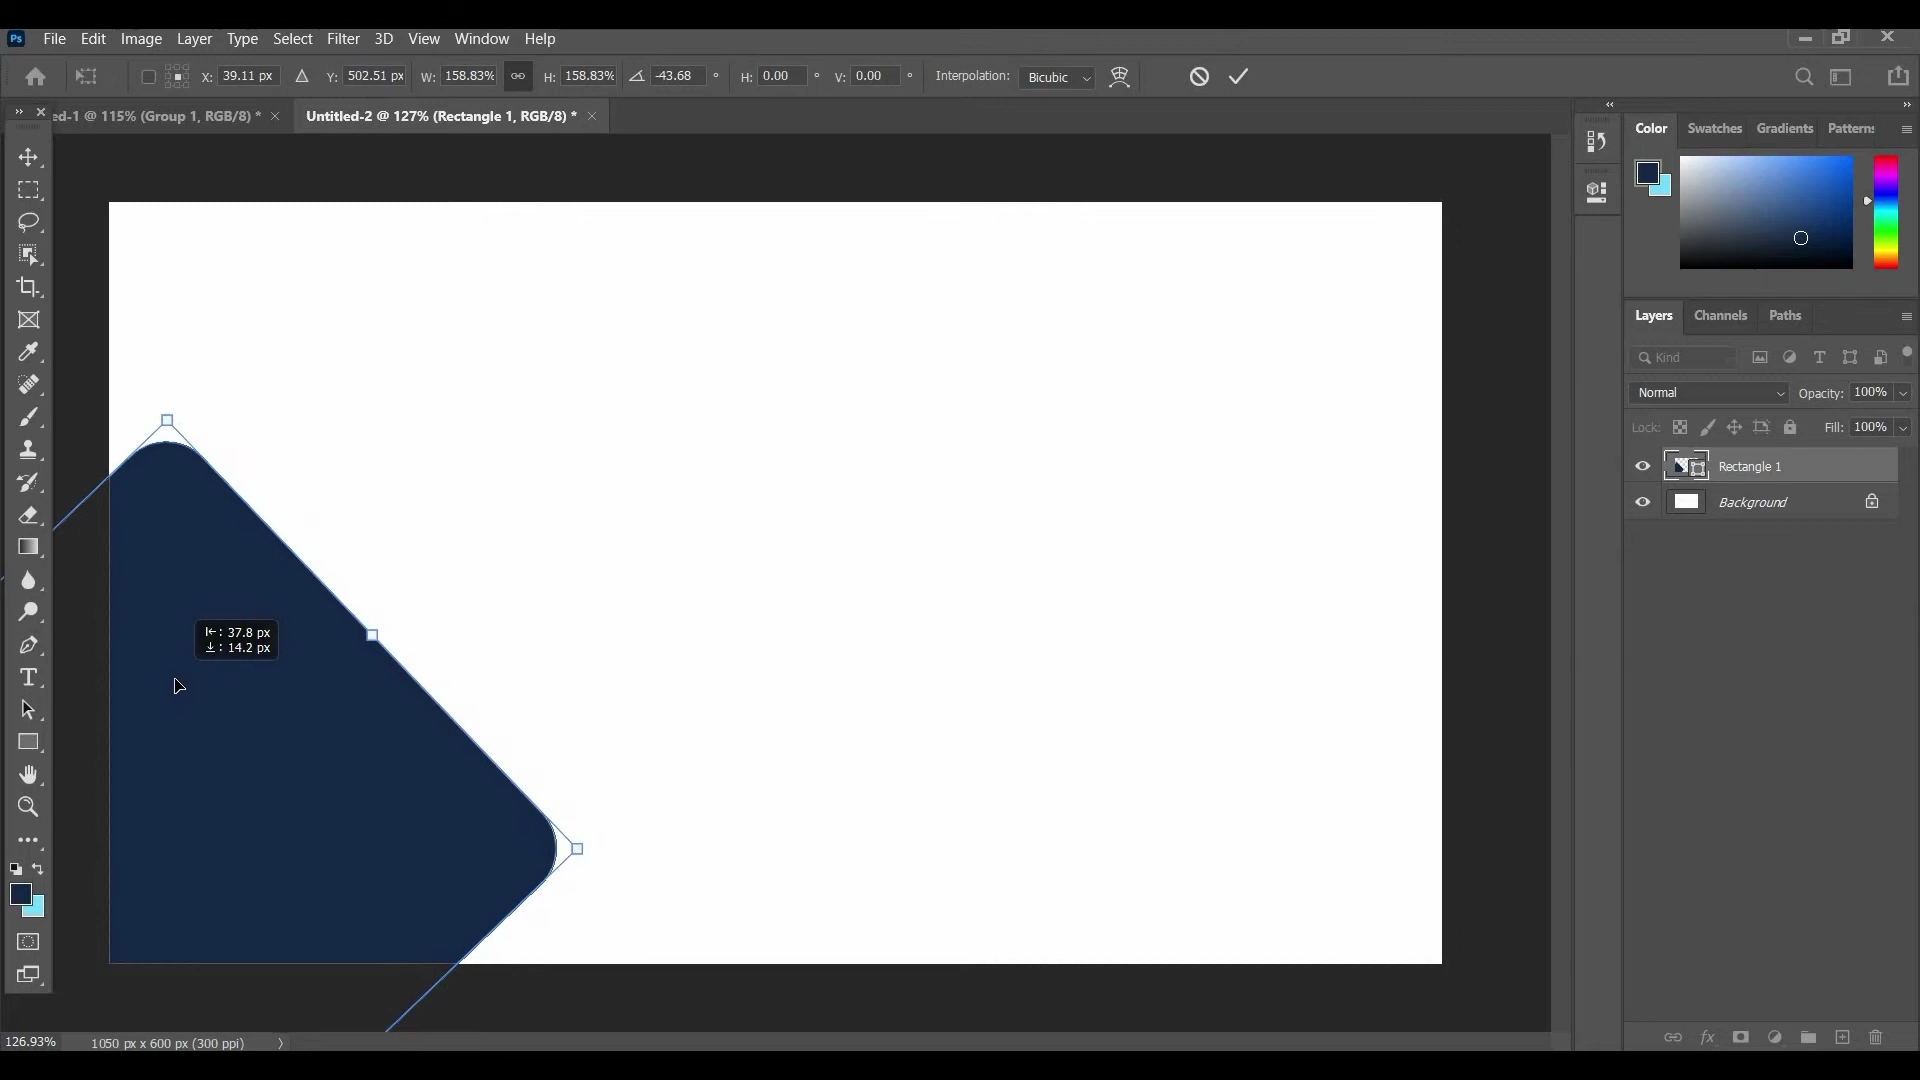 Ps File Edit Image Layer Type Select Filter 3D View Window Help
X: 39.11 px Y: 502.51 px W: 158.83% H: 158.83% -43.68 ° H: 0.00 ° V: 0.00 ° Interpolation: Bicubic
ed-1 @ 115% (Group 1, RGB/8) * Untitled-2 @ 127% (Rectangle 1, RGB/8) *
Color Swatches Gradients Patterns
Layers Channels Paths
Kind
Normal Opacity: 100%
Lock: Fill: 100%
Rectangle 1
Background
: 37.8 px
: 14.2 px
fx
126.93% 1050 px x 600 px (300 ppi)